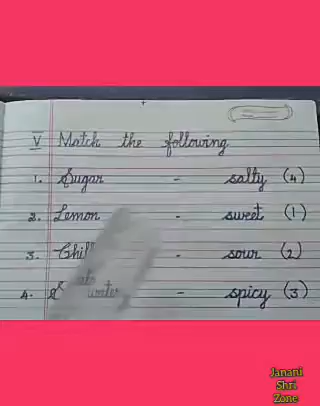 V Match the following
1. Sugar - salty (4)
2. Lemon - sweet (1)
3. - sour (2)
4. water - spicy (3)
Janani
Shri
Zone